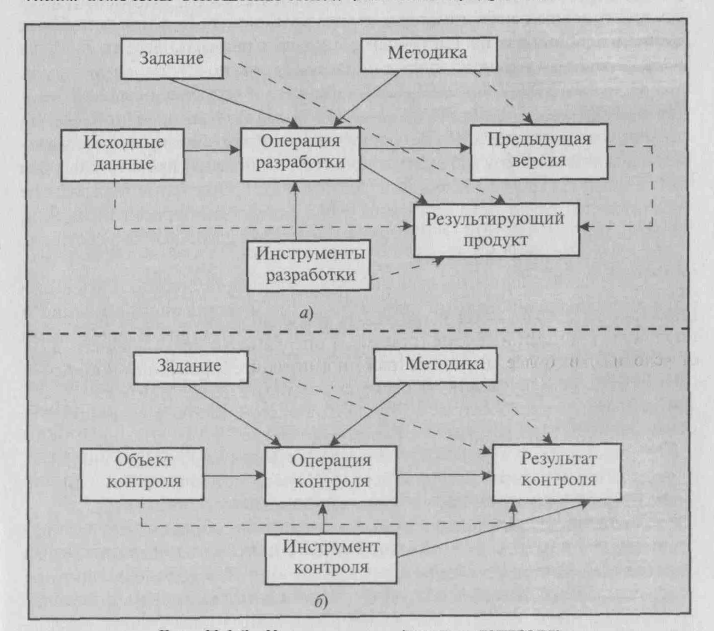 Задание
Методика
Исходные
данные
Операция
разработки
Предыдущая
версия
Результирующий
продукт
Инструменты
разработки
а)
Задание
Методика
Объект
контроля
Операция
контроля
Результат
контроля
Инструмент
контроля
б)